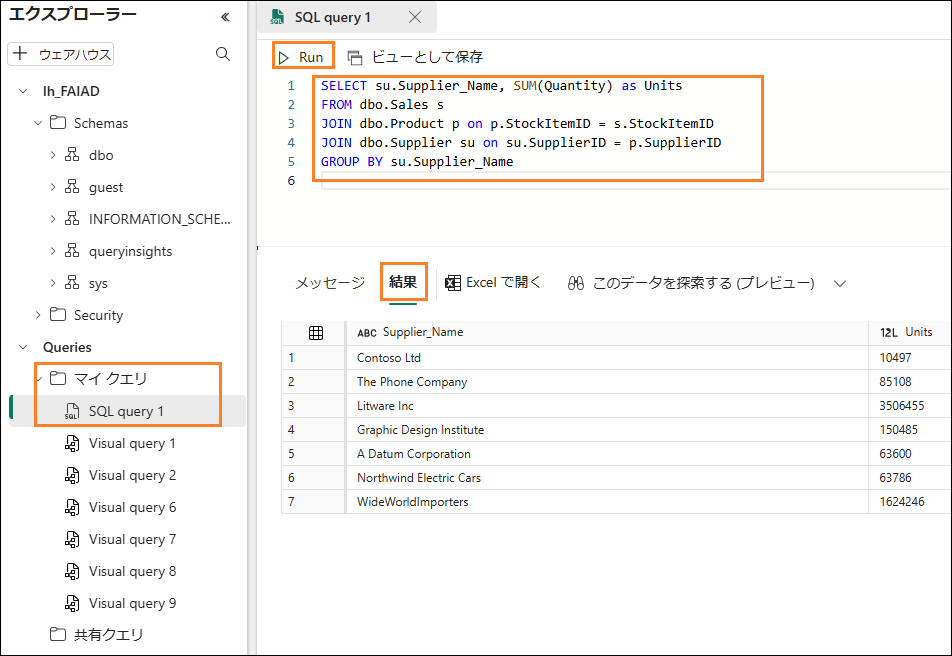 エクスプローラー
«
+ ウェアハウス
lh_FAIAD
Schemas
dbo
guest
INFORMATION_SCHE...
queryinsights
sys
Security
Queries
マイ クエリ
SQL query 1
Visual query 1
Visual query 2
Visual query 6
Visual query 7
Visual query 8
Visual query 9
共有クエリ
SQL query 1
Run ビューとして保存
1 SELECT su.Supplier_Name, SUM(Quantity) as Units
2 FROM dbo.Sales s
3 JOIN dbo.Product p on p.StockItemID = s.StockItemID
4 JOIN dbo.Supplier su on su.SupplierID = p.SupplierID
5 GROUP BY su.Supplier_Name
6
メッセージ 結果 Excel で開く このデータを探索する (プレビュー)
ABC Supplier_Name 12L Units
1 Contoso Ltd 10497
2 The Phone Company 85108
3 Litware Inc 3506455
4 Graphic Design Institute 150485
5 A Datum Corporation 63600
6 Northwind Electric Cars 63786
7 WideWorldImporters 1624246